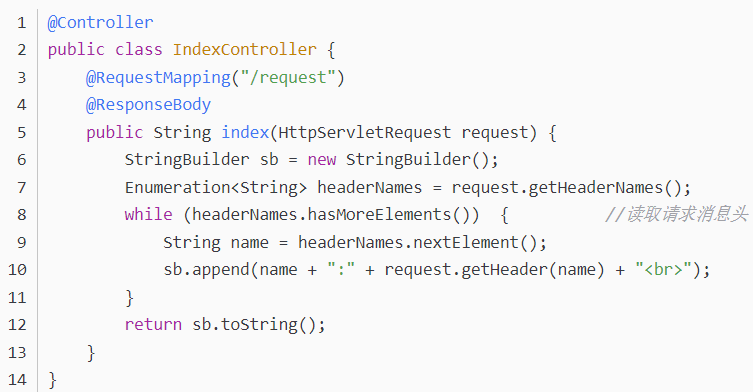 1 @Controller
2 public class IndexController {
3     @RequestMapping("/request")
4     @ResponseBody
5     public String index(HttpServletRequest request) {
6         StringBuilder sb = new StringBuilder();
7         Enumeration<String> headerNames = request.getHeaderNames();
8         while (headerNames.hasMoreElements())  {          //读取请求消息头
9             String name = headerNames.nextElement();
10             sb.append(name + ":" + request.getHeader(name) + "<br>");
11         }
12         return sb.toString();
13     }
14 }